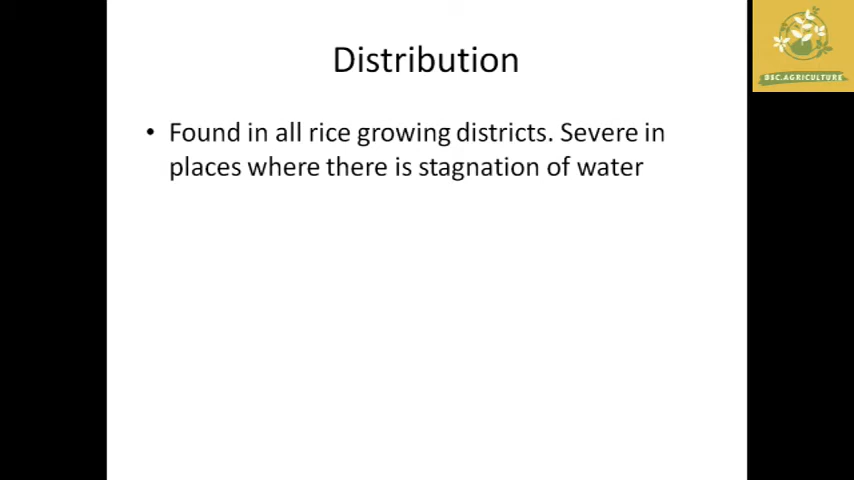 Distribution
• Found in all rice growing districts. Severe in
places where there is stagnation of water
BSC.AGRICULTURE